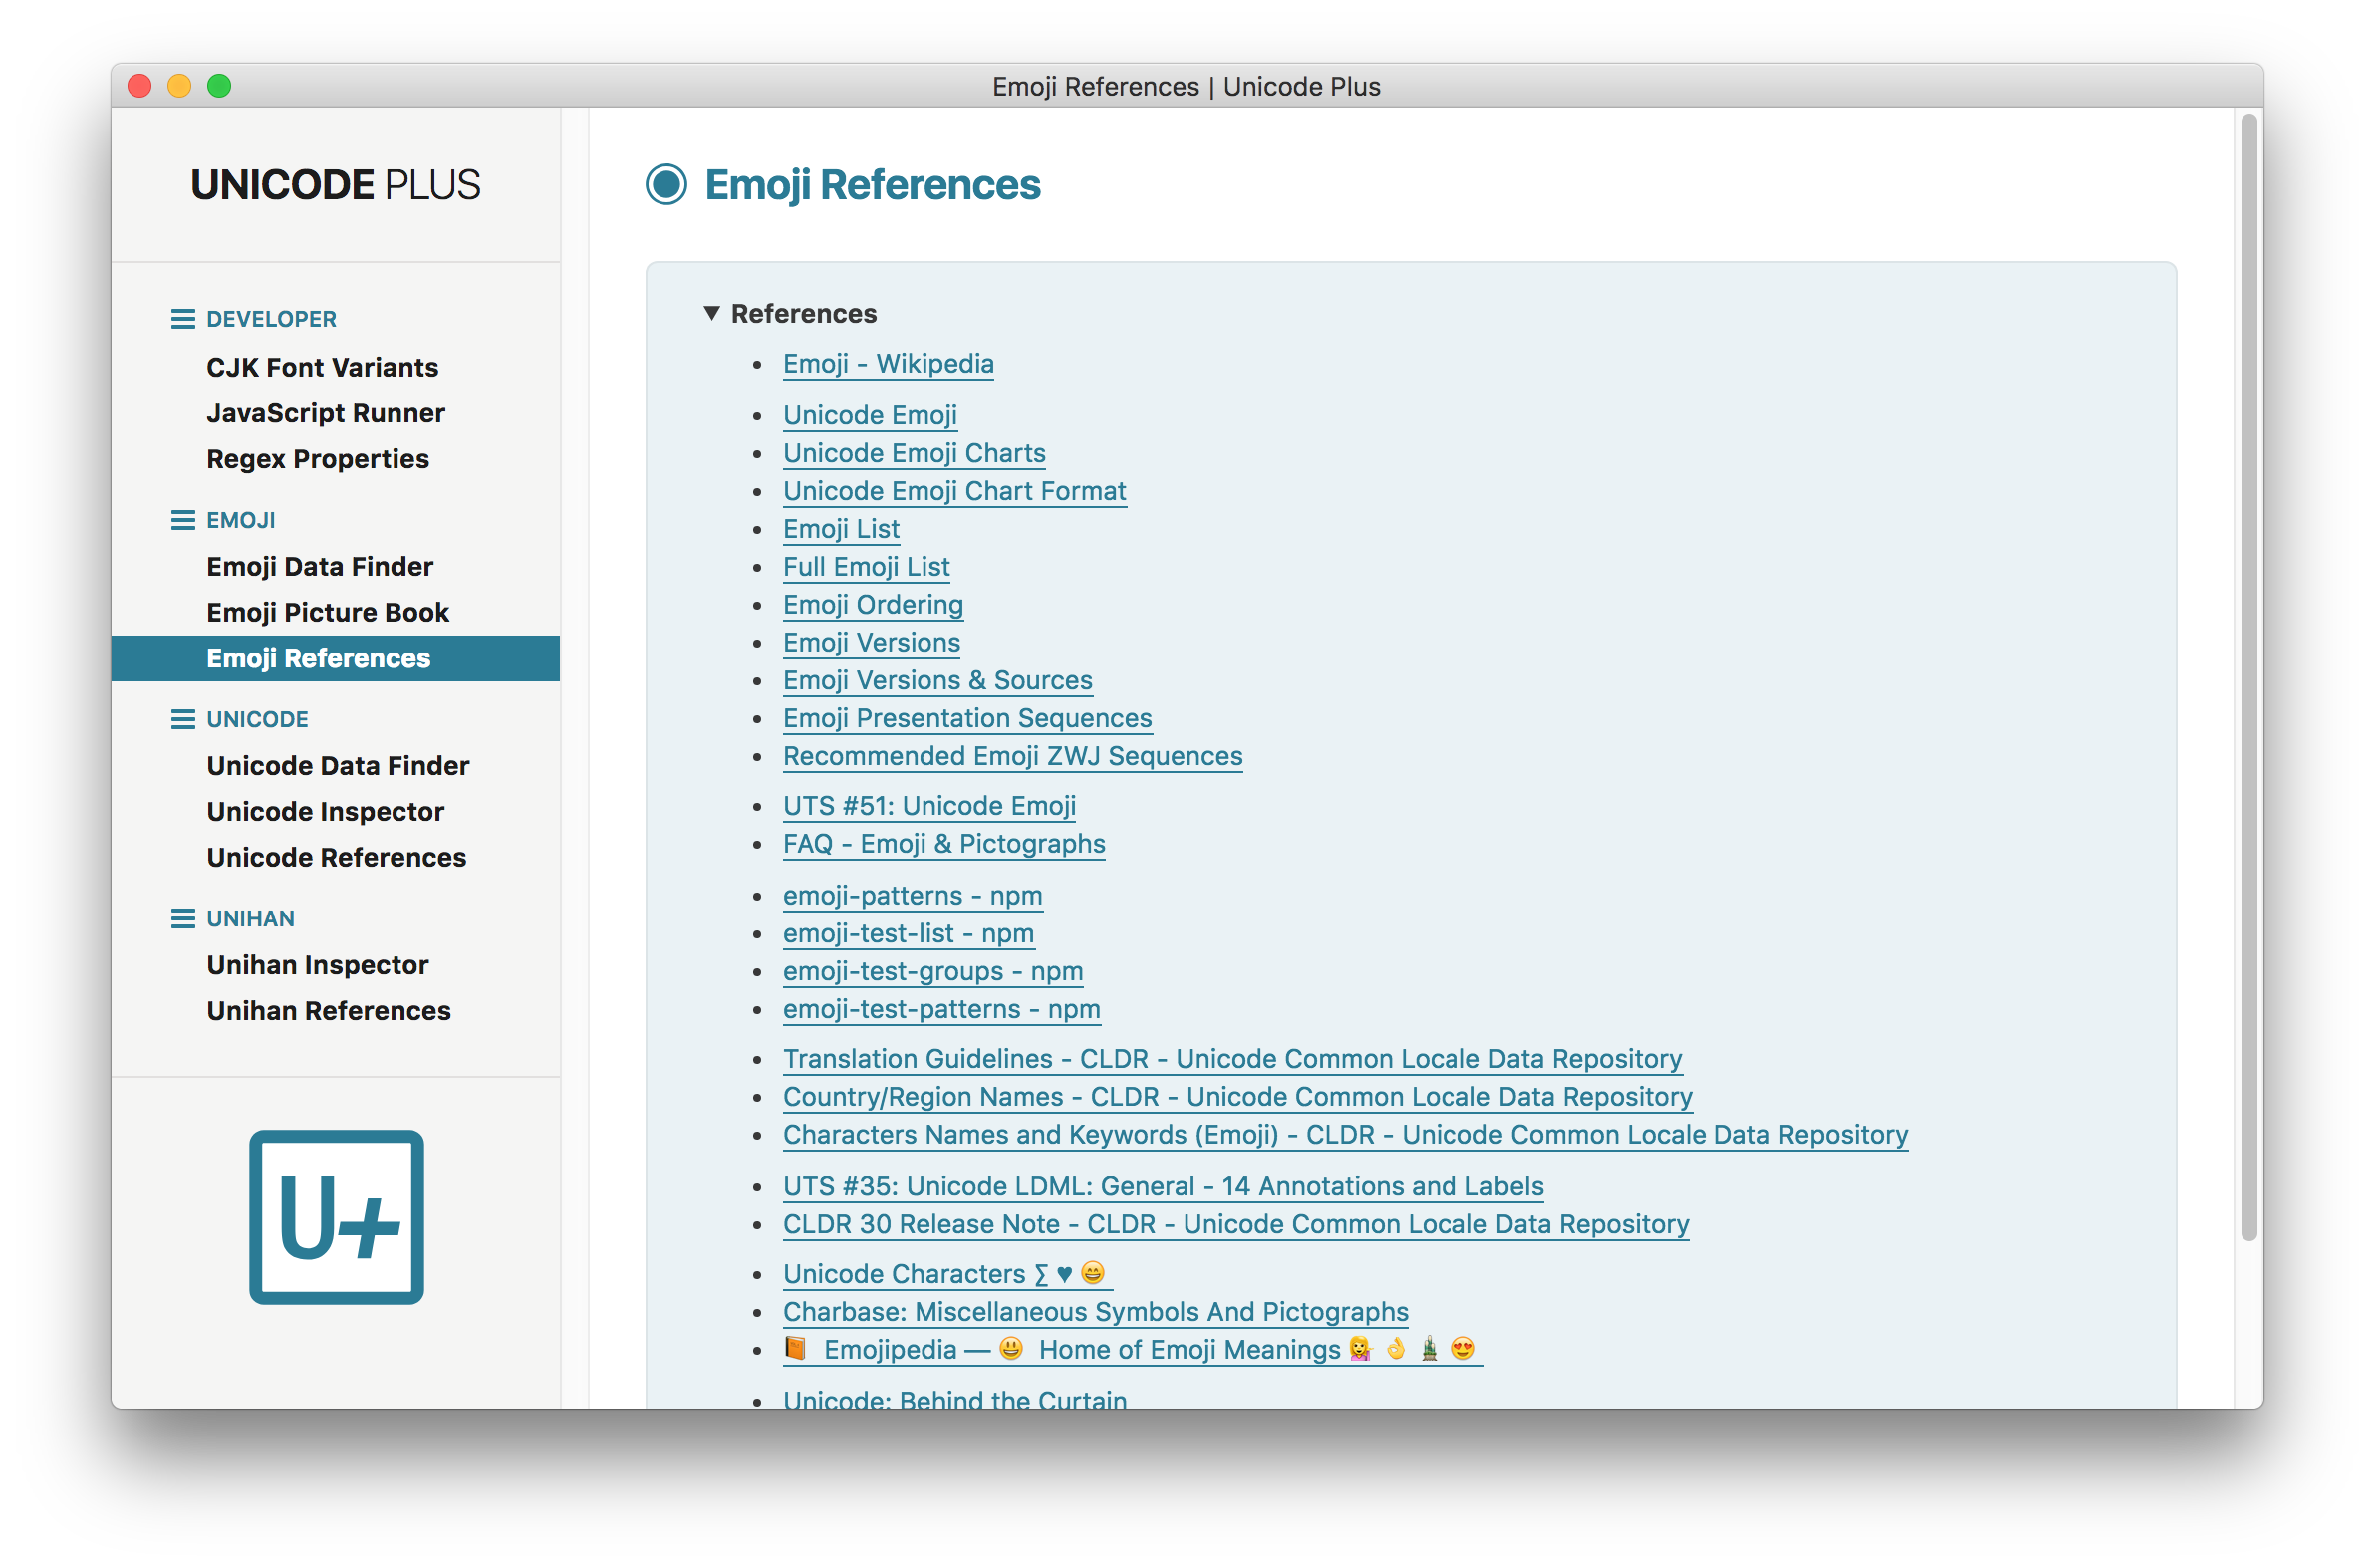 Emoji References | Unicode Plus
UNICODE PLUS
DEVELOPER
CJK Font Variants
JavaScript Runner
Regex Properties
EMOJI
Emoji Data Finder
Emoji Picture Book
Emoji References
UNICODE
Unicode Data Finder
Unicode Inspector
Unicode References
UNIHAN
Unihan Inspector
Unihan References
U+
Emoji References
▼ References
• Emoji - Wikipedia
• Unicode Emoji
• Unicode Emoji Charts
• Unicode Emoji Chart Format
• Emoji List
• Full Emoji List
• Emoji Ordering
• Emoji Versions
• Emoji Versions & Sources
• Emoji Presentation Sequences
• Recommended Emoji ZWJ Sequences
• UTS #51: Unicode Emoji
• FAQ - Emoji & Pictographs
• emoji-patterns - npm
• emoji-test-list - npm
• emoji-test-groups - npm
• emoji-test-patterns - npm
• Translation Guidelines - CLDR - Unicode Common Locale Data Repository
• Country/Region Names - CLDR - Unicode Common Locale Data Repository
• Characters Names and Keywords (Emoji) - CLDR - Unicode Common Locale Data Repository
• UTS #35: Unicode LDML: General - 14 Annotations and Labels
• CLDR 30 Release Note - CLDR - Unicode Common Locale Data Repository
• Unicode Characters ∑ ♥ 😄
• Charbase: Miscellaneous Symbols And Pictographs
• 📙 Emojipedia — 😃 Home of Emoji Meanings 💁 👌 🎍 😍
• Unicode: Behind the Curtain